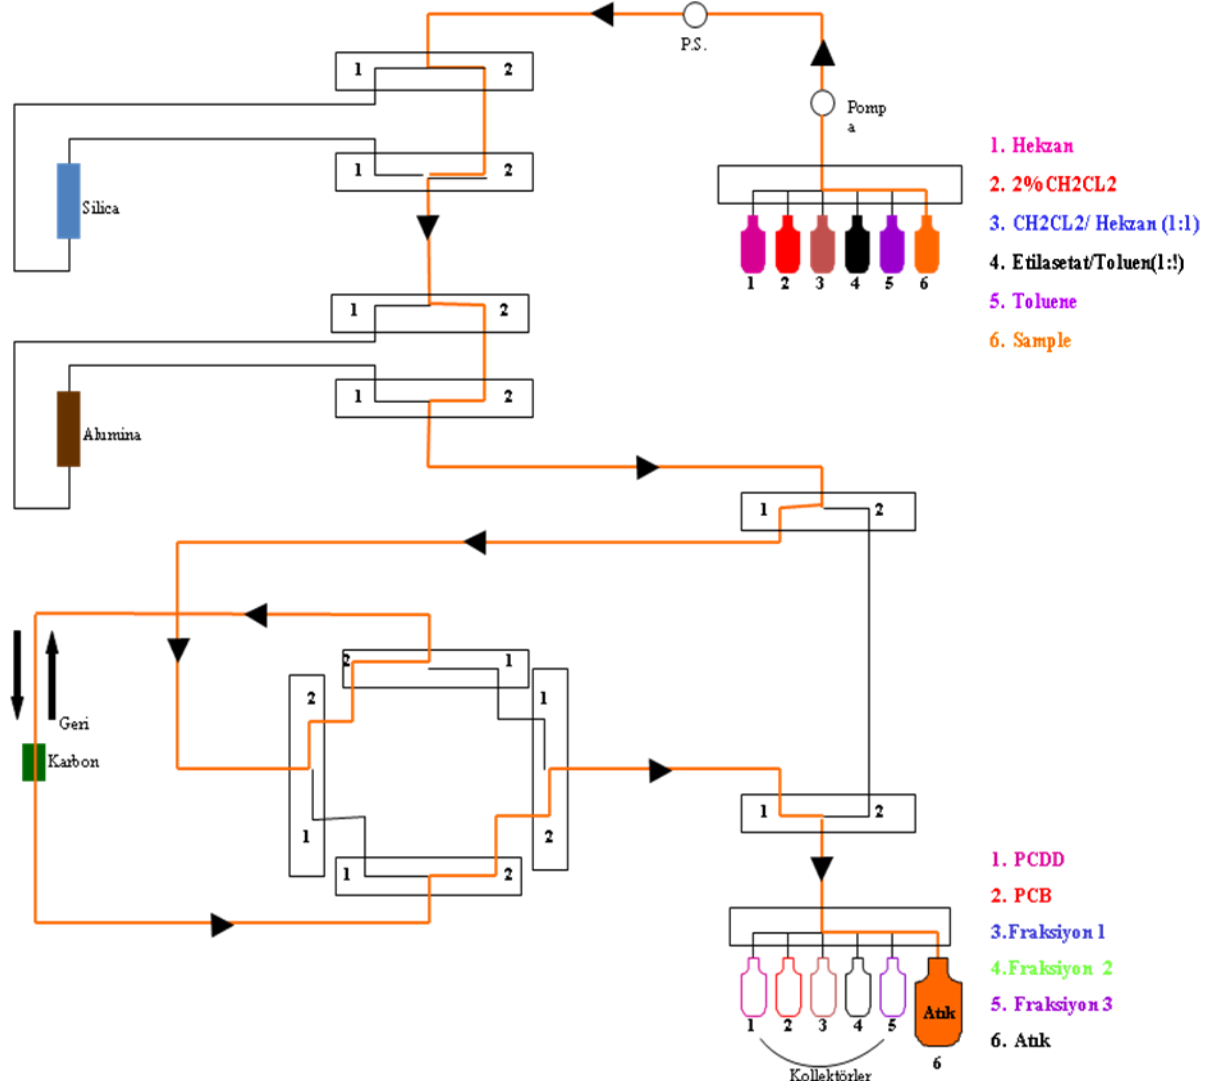 P.S.
1 2
Pomp
a
1. Hekzan
2. 2%CH2CL2
3. CH2CL2/ Hekzan (1:1)
4. Etilasetat/Toluen(1:!)
5. Toluene
6. Sample
1 2
Silica
1 2 3 4 5 6
1 2
1 2
Alumina
1 2
2 1
2
1
Geri
Karbon
1
2
1 2
1 2
1. PCDD
2. PCB
3.Fraksiyon 1
4.Fraksiyon 2
5. Fraksiyon 3
6. Atık
Atık
1 2 3 4 5
6
Kollektörler